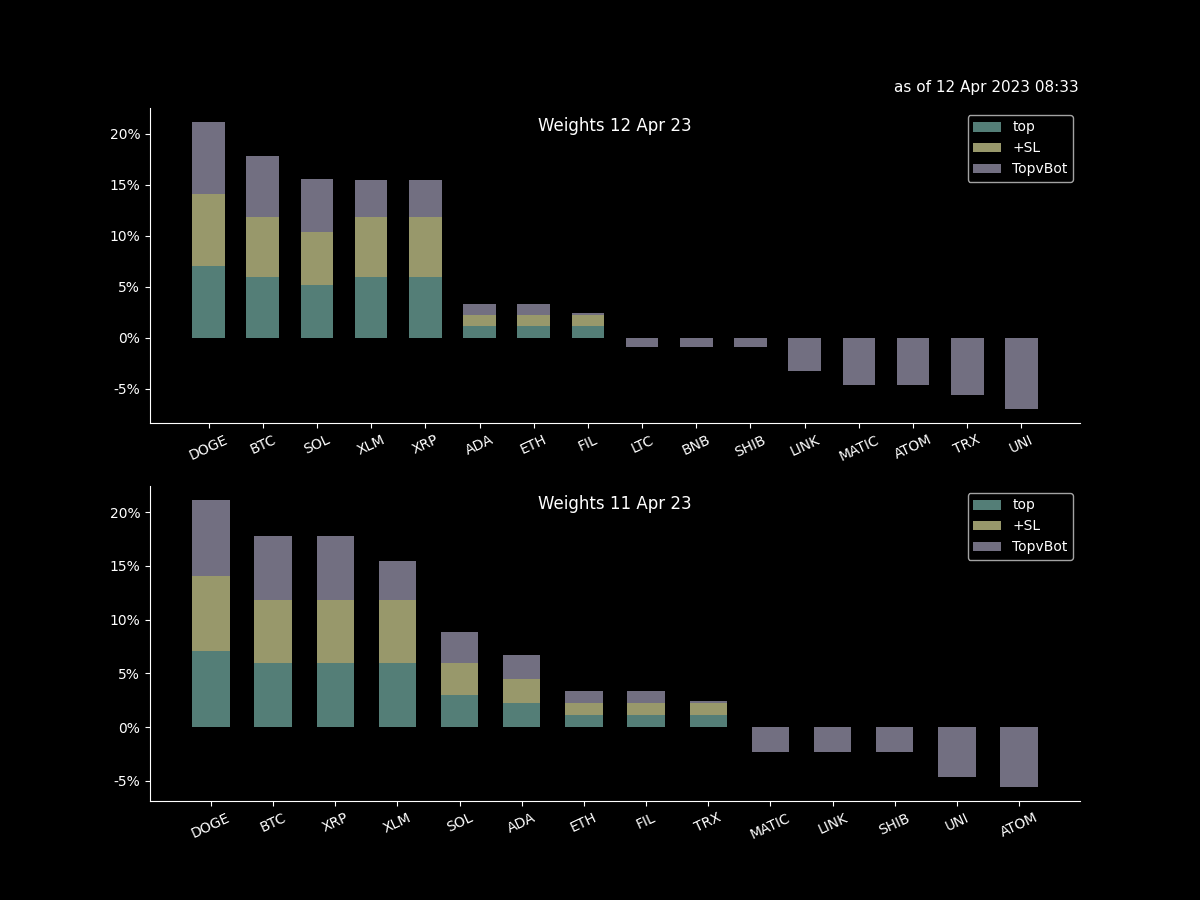 as of 12 Apr 2023 08:33
Weights 12 Apr 23
top
+SL
TopvBot
20%
15%
10%
5%
0%
-5%
DOGE BTC SOL XLM XRP ADA ETH FIL LTC BNB SHIB LINK MATIC ATOM TRX UNI
Weights 11 Apr 23
top
+SL
TopvBot
20%
15%
10%
5%
0%
-5%
DOGE BTC XRP XLM SOL ADA ETH FIL TRX MATIC LINK SHIB UNI ATOM